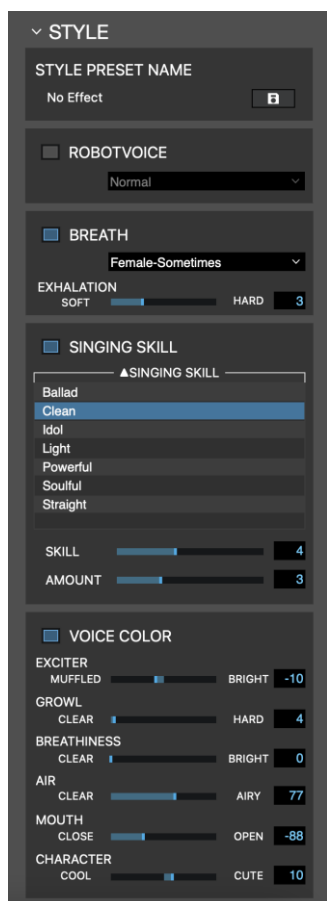 STYLE
STYLE PRESET NAME
No Effect
ROBOTVOICE
Normal
BREATH
Female-Sometimes
EXHALATION
SOFT HARD 3
SINGING SKILL
▲SINGING SKILL
Ballad
Clean
Idol
Light
Powerful
Soulful
Straight
SKILL 4
AMOUNT 3
VOICE COLOR
EXCITER
MUFFLED BRIGHT -10
GROWL
CLEAR HARD 4
BREATHINESS
CLEAR BRIGHT 0
AIR
CLEAR AIRY 77
MOUTH
CLOSE OPEN -88
CHARACTER
COOL CUTE 10